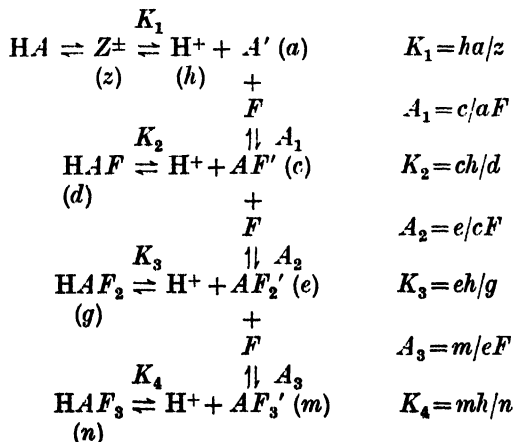 K₁
HA ⇌ Z± ⇌ H⁺ + A′ (a) K₁=ha/z
(z) (h) +
F A₁=c/aF
K₂ ⇅ A₁
HAF ⇌ H⁺ + AF′ (c) K₂=ch/d
(d) +
F A₂=e/cF
K₃ ⇅ A₂
HAF₂ ⇌ H⁺ + AF₂′ (e) K₃=eh/g
(g) +
F A₃=m/eF
K₄ ⇅ A₃
HAF₃ ⇌ H⁺ + AF₃′ (m) K₄=mh/n
(n)